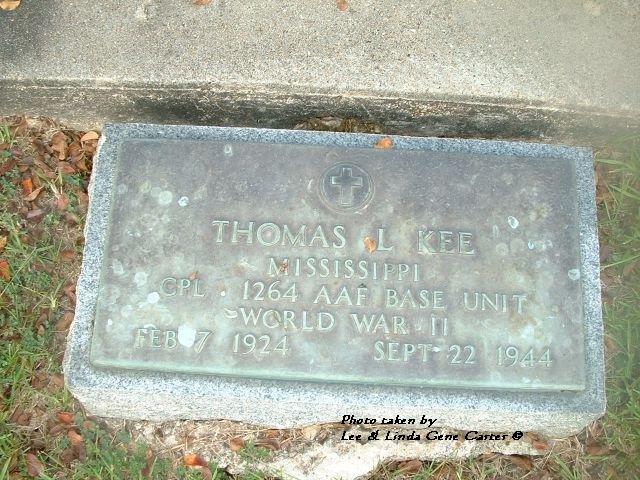 THOMAS L KEE
MISSISSIPPI
CPL 1264 AAF BASE UNIT
WORLD WAR II
FEB 7 1924 SEPT 22 1944
Photo taken by
Lee & Linda Gene Carter ©